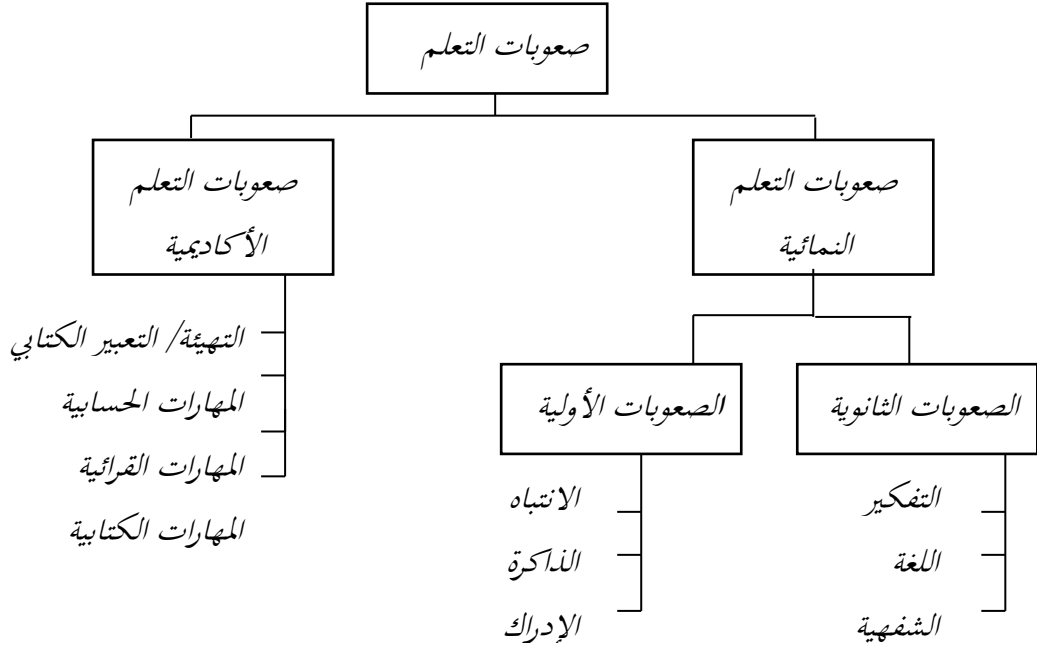 صعوبات التعلم
صعوبات التعلم
النمائية
صعوبات التعلم
الأكاديمية
الصعوبات الثانوية
التفكير
اللغة
الشفهية
الصعوبات الأولية
الانتباه
الذاكرة
الإدراك
التهيئة/ التعبير الكتابي
المهارات الحسابية
المهارات القرائية
المهارات الكتابية